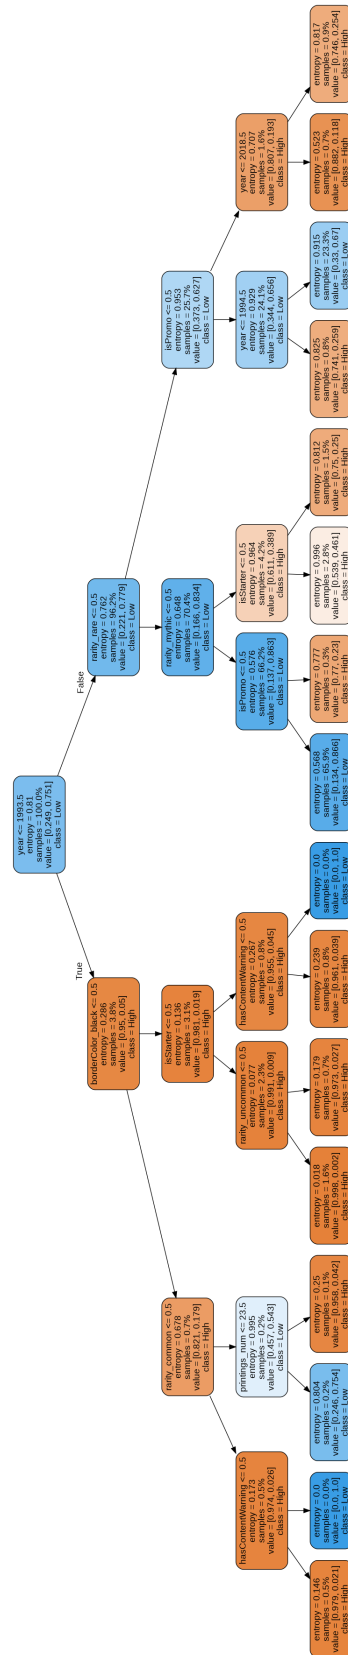 year <= 1993.5
entropy = 0.81
samples = 100.0%
value = [0.249, 0.751]
class = Low
True
False
borderColor_black <= 0.5
entropy = 0.286
samples = 3.8%
value = [0.95, 0.05]
class = High
rarity_rare <= 0.5
entropy = 0.762
samples = 96.2%
value = [0.221, 0.779]
class = Low
rarity_common <= 0.5
entropy = 0.678
samples = 0.7%
value = [0.821, 0.179]
class = High
isStarter <= 0.5
entropy = 0.136
samples = 3.1%
value = [0.981, 0.019]
class = High
rarity_mythic <= 0.5
entropy = 0.648
samples = 70.4%
value = [0.166, 0.834]
class = Low
isPromo <= 0.5
entropy = 0.953
samples = 25.7%
value = [0.373, 0.627]
class = Low
hasContentWarning <= 0.5
entropy = 0.173
samples = 0.5%
value = [0.974, 0.026]
class = High
printings_num <= 23.5
entropy = 0.995
samples = 0.2%
value = [0.457, 0.543]
class = Low
rarity_uncommon <= 0.5
entropy = 0.077
samples = 2.3%
value = [0.991, 0.009]
class = High
hasContentWarning <= 0.5
entropy = 0.267
samples = 0.8%
value = [0.955, 0.045]
class = High
isPromo <= 0.5
entropy = 0.576
samples = 66.2%
value = [0.137, 0.863]
class = Low
isStarter <= 0.5
entropy = 0.964
samples = 4.2%
value = [0.611, 0.389]
class = High
year <= 1994.5
entropy = 0.929
samples = 24.1%
value = [0.344, 0.656]
class = Low
year <= 2018.5
entropy = 0.707
samples = 1.6%
value = [0.807, 0.193]
class = High
entropy = 0.146
samples = 0.5%
value = [0.979, 0.021]
class = High
entropy = 0.0
samples = 0.0%
value = [0.0, 1.0]
class = Low
entropy = 0.804
samples = 0.2%
value = [0.246, 0.754]
class = Low
entropy = 0.25
samples = 0.1%
value = [0.958, 0.042]
class = High
entropy = 0.018
samples = 1.6%
value = [0.998, 0.002]
class = High
entropy = 0.179
samples = 0.7%
value = [0.973, 0.027]
class = High
entropy = 0.239
samples = 0.8%
value = [0.961, 0.039]
class = High
entropy = 0.0
samples = 0.0%
value = [0.0, 1.0]
class = Low
entropy = 0.568
samples = 65.9%
value = [0.134, 0.866]
class = Low
entropy = 0.777
samples = 0.3%
value = [0.77, 0.23]
class = High
entropy = 0.996
samples = 2.8%
value = [0.539, 0.461]
class = High
entropy = 0.812
samples = 1.5%
value = [0.75, 0.25]
class = High
entropy = 0.825
samples = 0.8%
value = [0.741, 0.259]
class = High
entropy = 0.915
samples = 23.3%
value = [0.33, 0.67]
class = Low
entropy = 0.523
samples = 0.7%
value = [0.882, 0.118]
class = High
entropy = 0.817
samples = 0.9%
value = [0.746, 0.254]
class = High